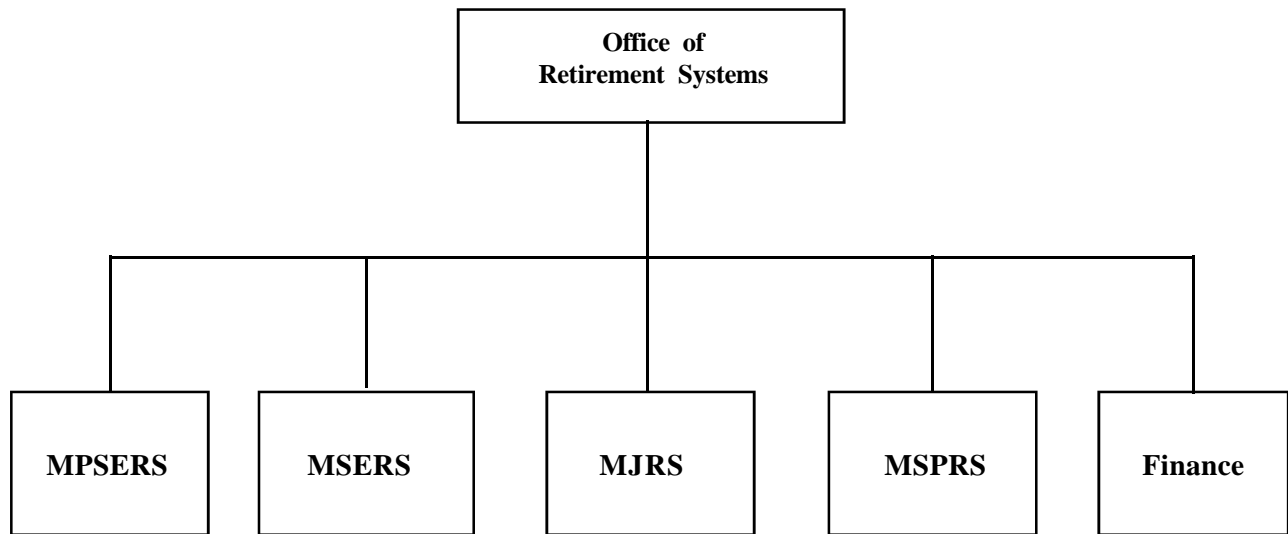 Office of
Retirement Systems
MPSERS
MSERS
MJRS
MSPRS
Finance